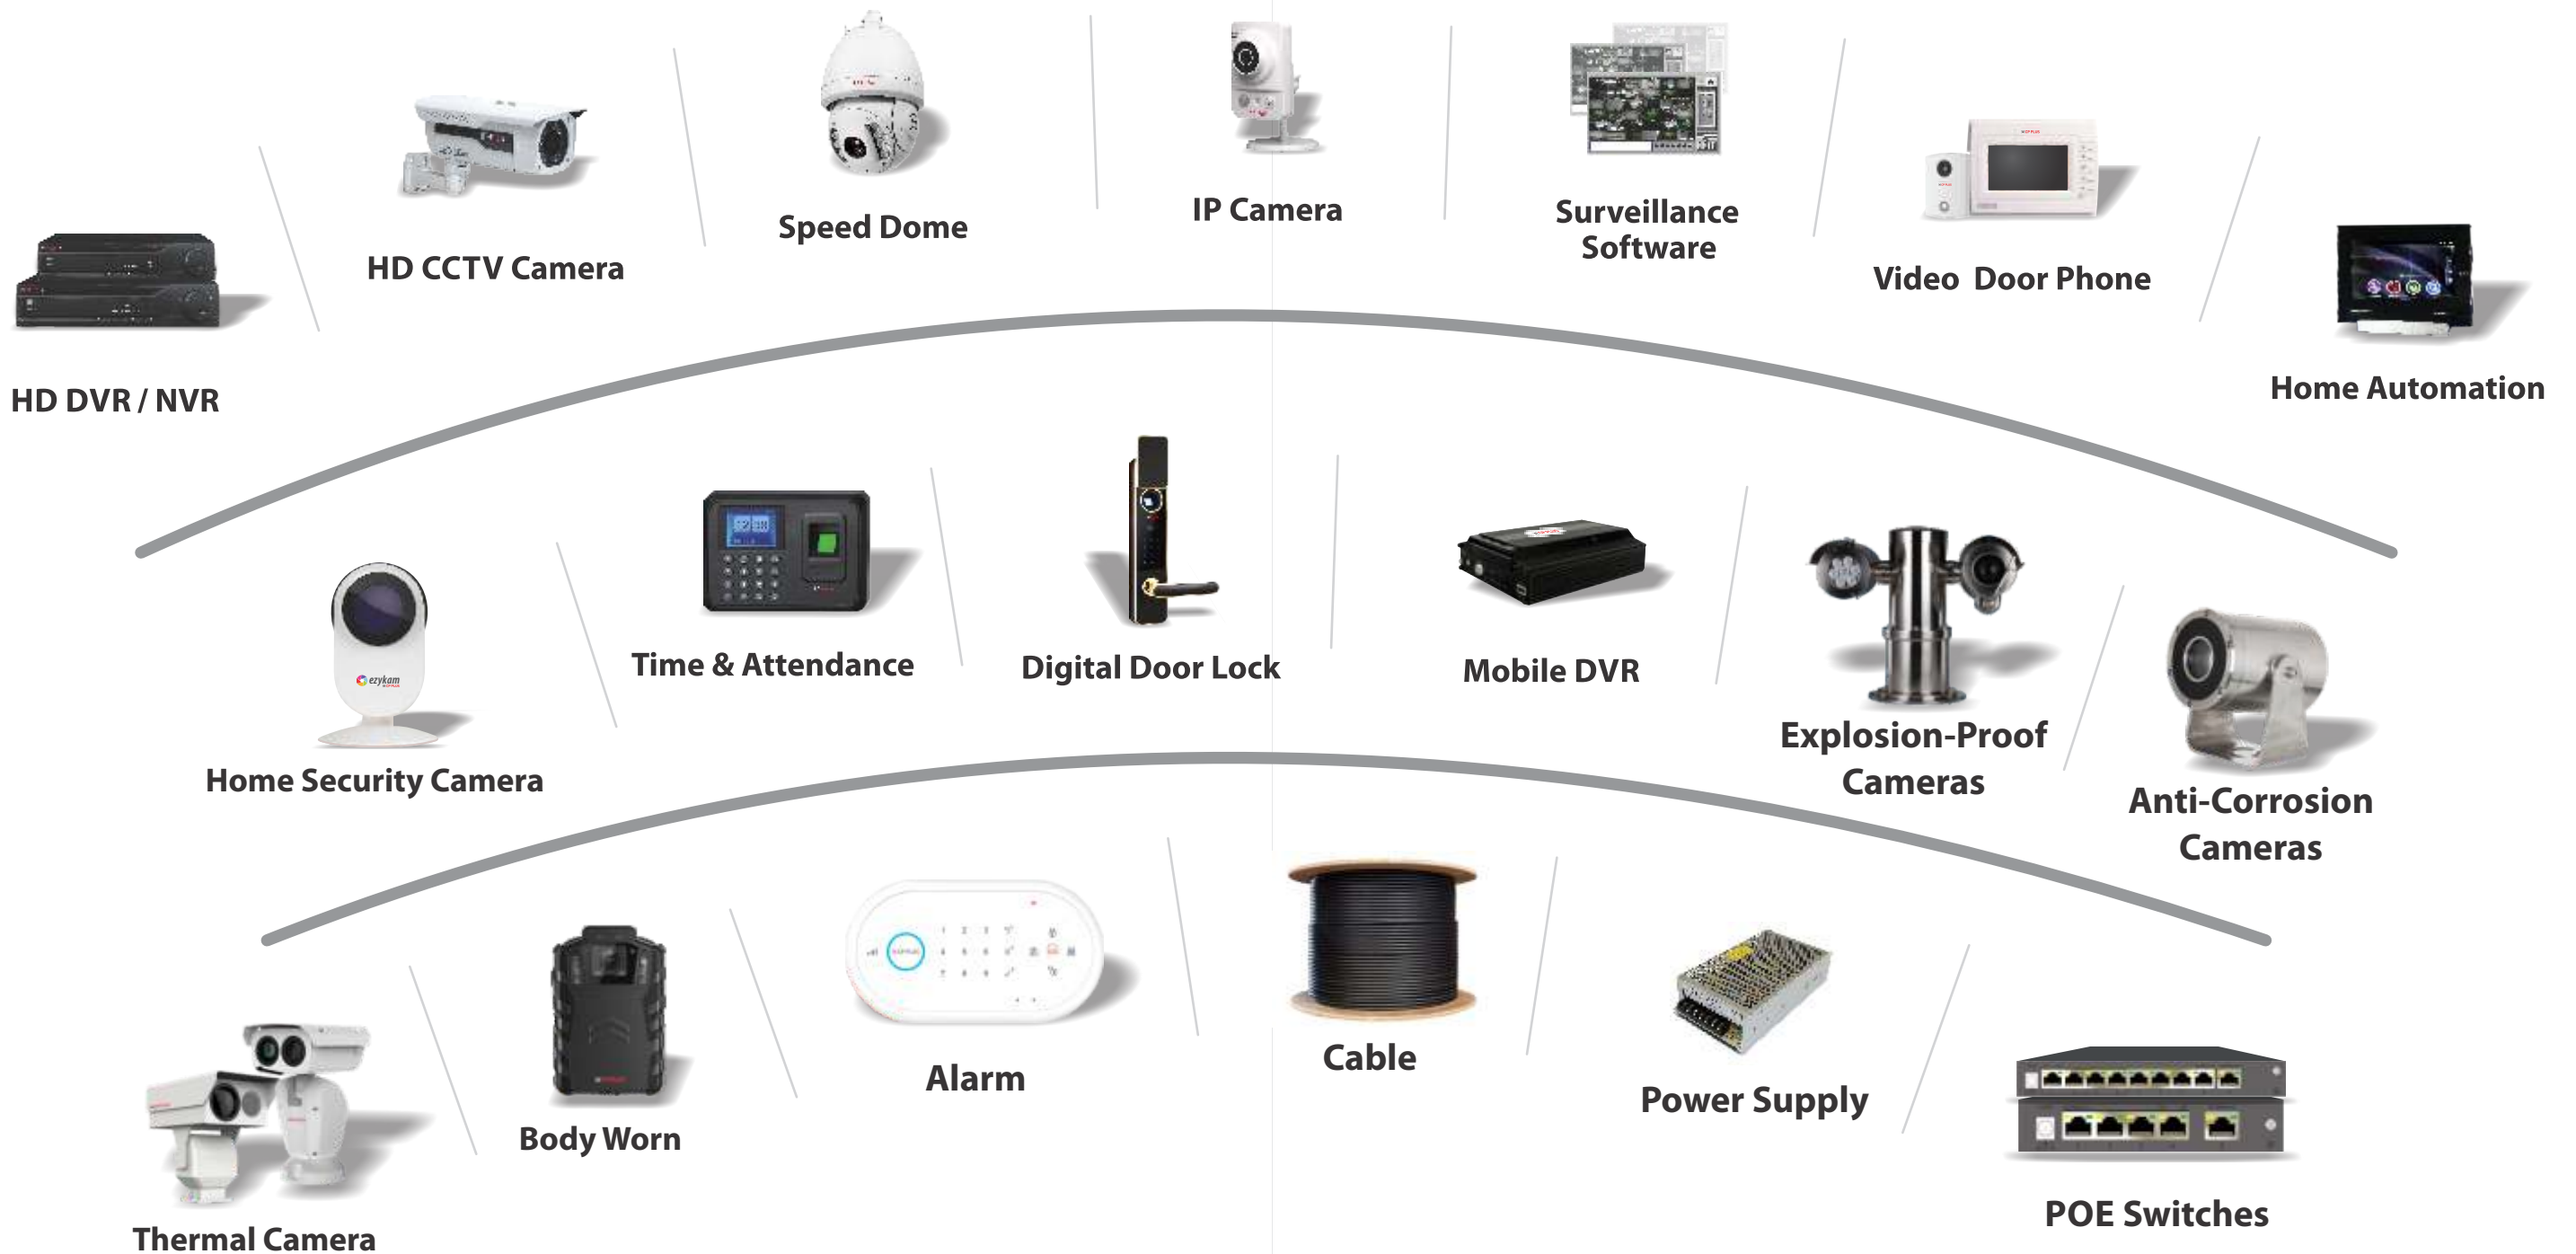 HD DVR / NVR
HD CCTV Camera
Speed Dome
IP Camera
Surveillance
Software
Video Door Phone
Home Automation
ezykam
Home Security Camera
Time & Attendance
Digital Door Lock
Mobile DVR
Explosion-Proof
Cameras
Anti-Corrosion
Cameras
Thermal Camera
Body Worn
Alarm
Cable
Power Supply
POE Switches